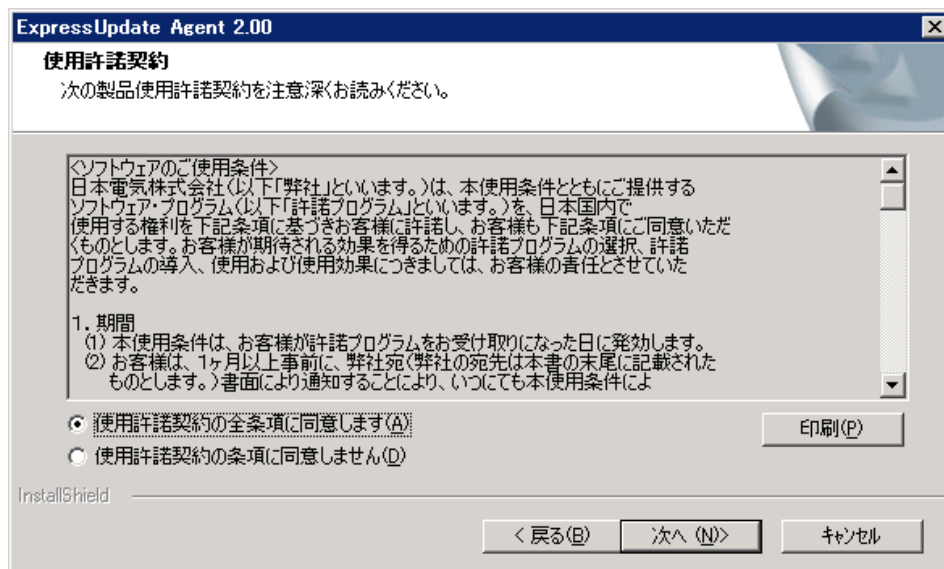 ExpressUpdate Agent 2.00
使用許諾契約
次の製品使用許諾契約を注意深くお読みください。
<ソフトウェアのご使用条件>
日本電気株式会社(以下「弊社」といいます。)は、本使用条件とともにご提供する
ソフトウェア・プログラム(以下「許諾プログラム」といいます。)を、日本国内で
使用する権利を下記条項に基づきお客様に許諾し、お客様も下記条項にご同意いただ
くものとします。お客様が期待される効果を得るための許諾プログラムの選択、許諾
プログラムの導入、使用および使用効果につきましては、お客様の責任とさせていた
だきます。
1. 期間
(1) 本使用条件は、お客様が許諾プログラムをお受け取りになった日に発効します。
(2) お客様は、1ヶ月以上事前に、弊社宛(弊社の宛先は本書の末尾に記載された
ものとします。)書面により通知することにより、いつにても本使用条件によ
使用許諾契約の全条項に同意します(A)
印刷(P)
使用許諾契約の条項に同意しません(D)
InstallShield
< 戻る(B)
次へ (N)>
キャンセル